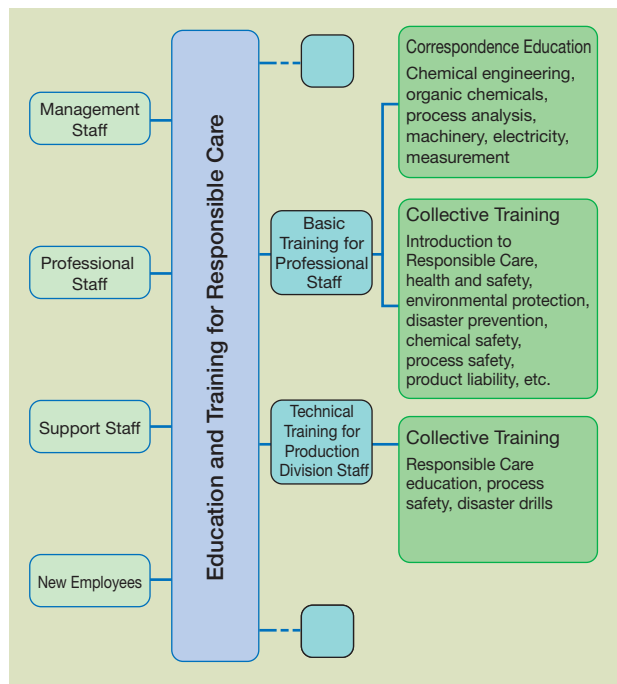 Management
Staff
Professional
Staff
Support Staff
New Employees
Education and Training for Responsible Care
Basic
Training for
Professional
Staff
Technical
Training for
Production
Division Staff
Correspondence Education
Chemical engineering,
organic chemicals,
process analysis,
machinery, electricity,
measurement
Collective Training
Introduction to
Responsible Care,
health and safety,
environmental protection,
disaster prevention,
chemical safety,
process safety,
product liability, etc.
Collective Training
Responsible Care
education, process
safety, disaster drills